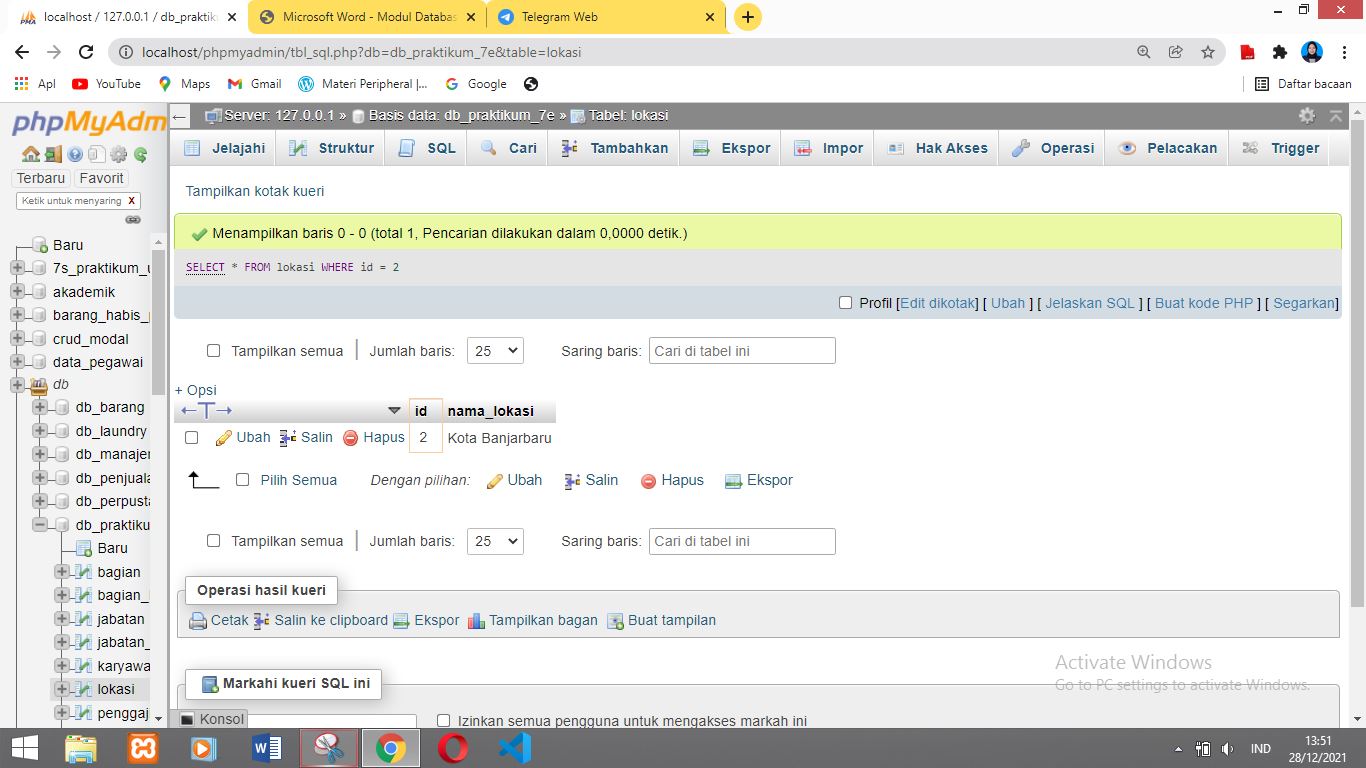 localhost / 127.0.0.1 / db_praktik
Microsoft Word - Modul Databas
Telegram Web
localhost/phpmyadmin/tbl_sql.php?db=db_praktikum_7e&table=lokasi
Apl YouTube Maps Gmail Materi Peripheral |... Google Daftar bacaan
phpMyAdm
Server: 127.0.0.1 » Basis data: db_praktikum_7e » Tabel: lokasi
Jelajahi Struktur SQL Cari Tambahkan Ekspor Impor Hak Akses Operasi Pelacakan Trigger
Terbaru Favorit
Ketik untuk menyaring X
Baru
7s_praktikum_u
akademik
barang_habis_
crud_modal
data_pegawai
db
db_barang
db_laundry
db_manajer
db_penjuala
db_perpusta
db_praktiku
Baru
bagian
bagian_
jabatan
jabatan_
karyawa
lokasi
penggaj
Tampilkan kotak kueri
Menampilkan baris 0 - 0 (total 1, Pencarian dilakukan dalam 0,0000 detik.)
SELECT * FROM lokasi WHERE id = 2
Profil [Edit dikotak] [ Ubah ] [ Jelaskan SQL ] [ Buat kode PHP ] [ Segarkan]
Tampilkan semua | Jumlah baris: 25 Saring baris: Cari di tabel ini
+ Opsi
←T→ id nama_lokasi
Ubah Salin Hapus 2 Kota Banjarbaru
Pilih Semua Dengan pilihan: Ubah Salin Hapus Ekspor
Tampilkan semua | Jumlah baris: 25 Saring baris: Cari di tabel ini
Operasi hasil kueri
Cetak Salin ke clipboard Ekspor Tampilkan bagan Buat tampilan
Markahi kueri SQL ini
Konsol
Izinkan semua pengguna untuk mengakses markah ini
Activate Windows
Go to PC settings to activate Windows.
IND
13:51
28/12/2021